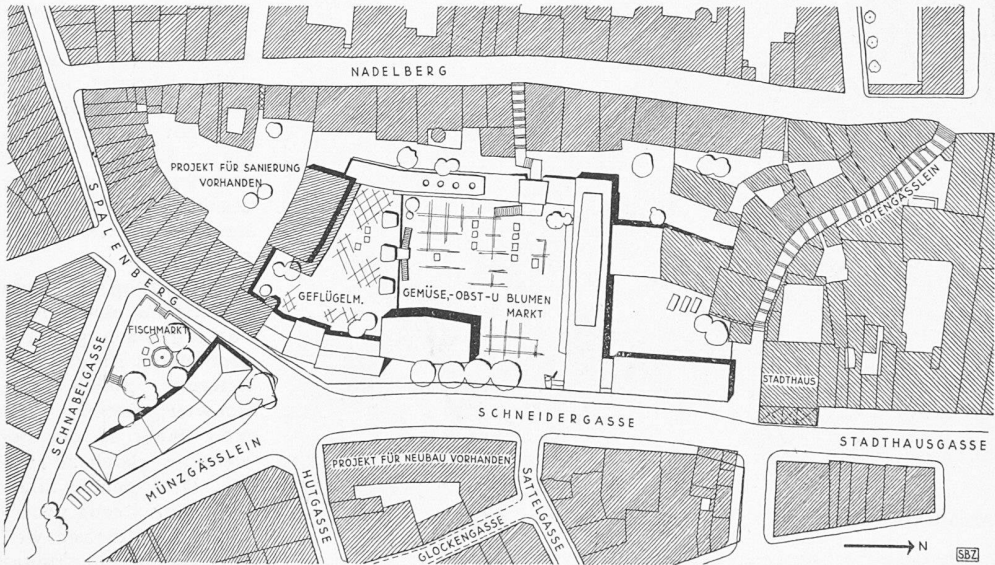 NADELBERG
PROJEKT FÜR SANIERUNG
VORHANDEN
TOTENGÄSSLEIN
SPALENBERG
GEFLÜGELM.
GEMÜSE,-OBST-U BLUMEN
MARKT
FISCHMARKT
SCHNABELGASSE
STADTHAUS
SCHNEIDERGASSE
STADTHAUSGASSE
MÜNZGÄSSLEIN
HUTGASSE
PROJEKT FÜR NEUBAU VORHANDEN
SATTELGASSE
GLOCKENGASSE
N
SBZ